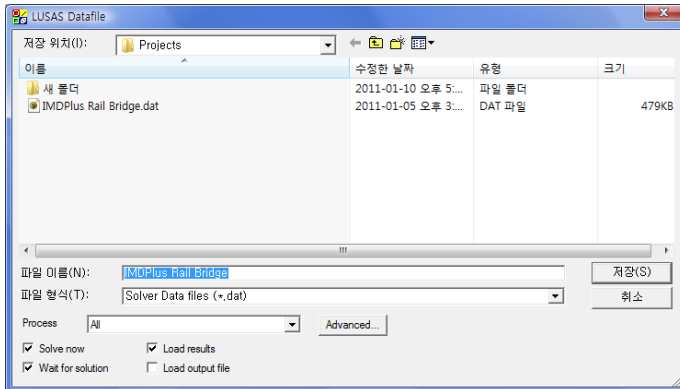 LUSAS Datafile
저장 위치(I): Projects
이름 수정한 날짜 유형 크기
새 폴더 2011-01-10 오후 5:... 파일 폴더
IMDPlus Rail Bridge.dat 2011-01-05 오후 3:... DAT 파일 479KB
파일 이름(N): IMDPlus Rail Bridge 저장(S)
파일 형식(T): Solver Data files (*.dat) 취소
Process All Advanced...
Solve now Load results
Wait for solution Load output file